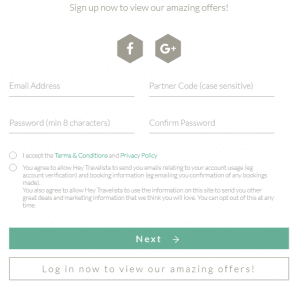 Sign up now to view our amazing offers!
f
G+
Email Address
Partner Code (case sensitive)
Password (min 8 characters)
Confirm Password
I accept the Terms & Conditions and Privacy Policy
You agree to allow Hey Travelista to send you emails relating to your account usage (eg
account verification) and booking information (eg emailing you confirmation of any bookings
made).
You also agree to allow Hey Travelista to use the information on this site to send you other
great deals and marketing information that we think you will love. You can opt out of this at any
time.
Next
Log in now to view our amazing offers!